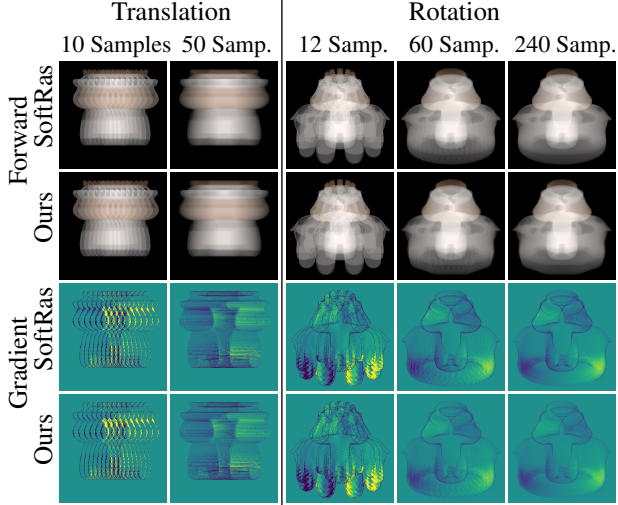 Translation Rotation
10 Samples 50 Samp. 12 Samp. 60 Samp. 240 Samp.
Forward
SoftRas
Ours
Gradient
SoftRas
Ours